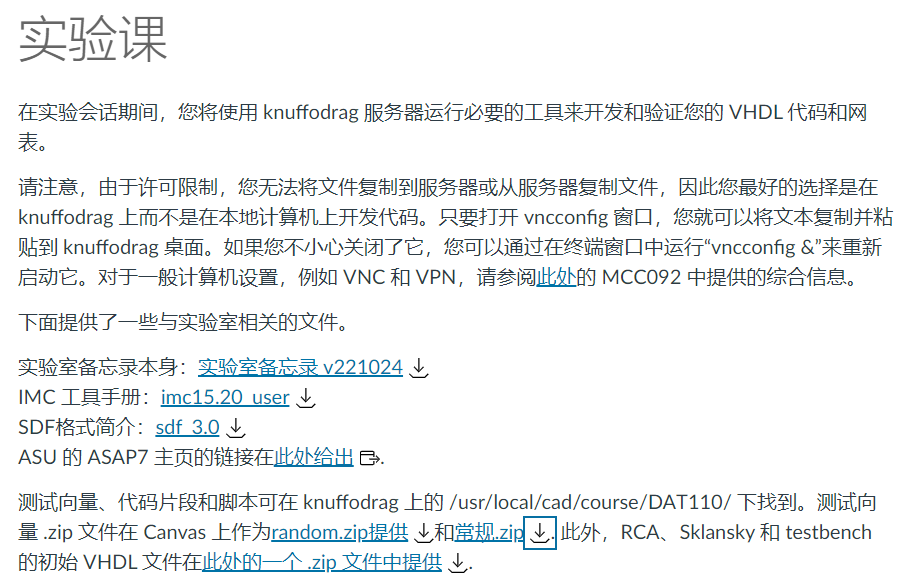 实验课
在实验会话期间，您将使用 knuffodrag 服务器运行必要的工具来开发和验证您的 VHDL 代码和网
表。
请注意，由于许可限制，您无法将文件复制到服务器或从服务器复制文件，因此您最好的选择是在
knuffodrag 上而不是在本地计算机上开发代码。只要打开 vncconfig 窗口，您就可以将文本复制并粘
贴到 knuffodrag 桌面。如果您不小心关闭了它，您可以通过在终端窗口中运行“vncconfig &”来重新
启动它。对于一般计算机设置，例如 VNC 和 VPN，请参阅此处的 MCC092 中提供的综合信息。
下面提供了一些与实验室相关的文件。
实验室备忘录本身：实验室备忘录 v221024
IMC 工具手册：imc15.20_user
SDF格式简介：sdf_3.0
ASU 的 ASAP7 主页的链接在此处给出.
测试向量、代码片段和脚本可在 knuffodrag 上的 /usr/local/cad/course/DAT110/ 下找到。测试向
量 .zip 文件在 Canvas 上作为random.zip提供 和常规.zip. 此外，RCA、Sklansky 和 testbench
的初始 VHDL 文件在此处的一个 .zip 文件中提供 .